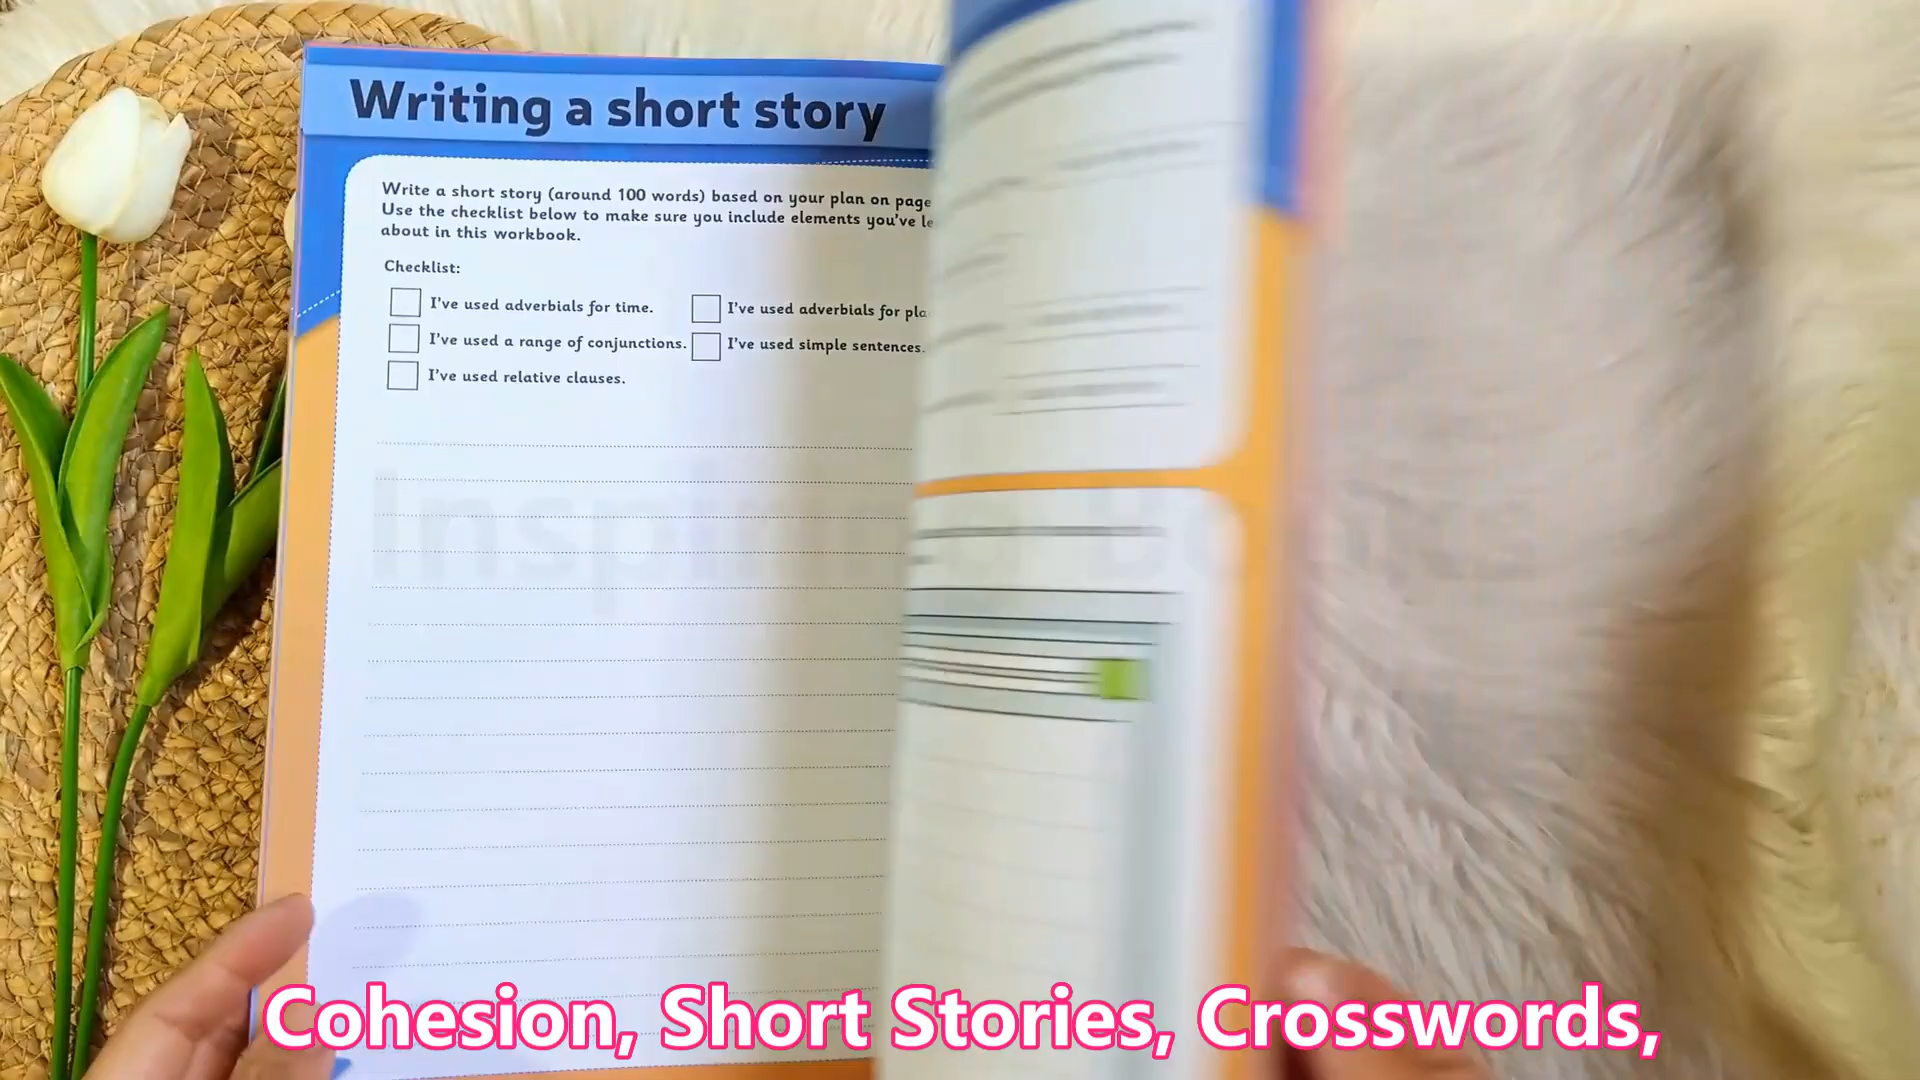 Writing a short story
Write a short story (around 100 words) based on your plan on page
Use the checklist below to make sure you include elements you've le
about in this workbook.
Checklist:
I've used adverbials for time.
I've used adverbials for pla
I've used a range of conjunctions.
I've used simple sentences.
I've used relative clauses.
Cohesion, Short Stories, Crosswords,